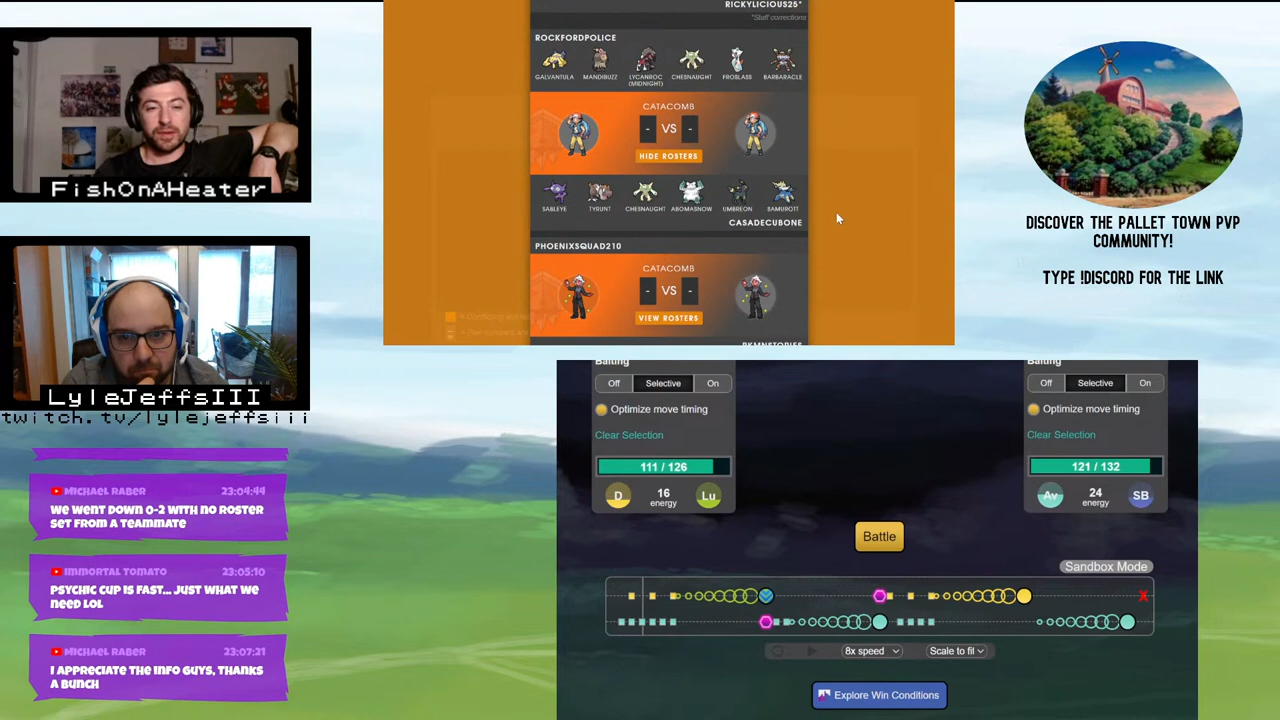 FishOnAHeater
LyleJeffsIII
twitch.tv/lylejeffsiii
MICHAEL RABER 23:04:44
WE WENT DOWN 0-2 WITH NO ROSTER
SET FROM A TEAMMATE
IMMORTAL TOMATO 23:05:10
PSYCHIC CUP IS FAST... JUST WHAT WE
NEED LOL
MICHAEL RABER 23:07:21
I APPRECIATE THE INFO GUYS, THANKS
A BUNCH
RICKYLICIOUS25*
*Staff corrections
ROCKFORDPOLICE
GALVANTULA MANDIBUZZ LYCANROC CHESNAUGHT FROSLASS BARBARACLE
(MIDNIGHT)
CATACOMB
- VS -
HIDE ROSTERS
SABLEYE TYRUNT CHESNAUGHT ABOMASNOW UMBREON SAMUROTT
CASADECUBONE
PHOENIXSQUAD210
CATACOMB
- VS -
VIEW ROSTERS
PKMNSTORIES
DISCOVER THE PALLET TOWN PVP
COMMUNITY!
TYPE !DISCORD FOR THE LINK
Baiting
Off Selective On
Optimize move timing
Clear Selection
111 / 126
D 16 Lu
energy
Baiting
Off Selective On
Optimize move timing
Clear Selection
121 / 132
Av 24 SB
energy
Battle
Sandbox Mode
8x speed Scale to fit
Explore Win Conditions